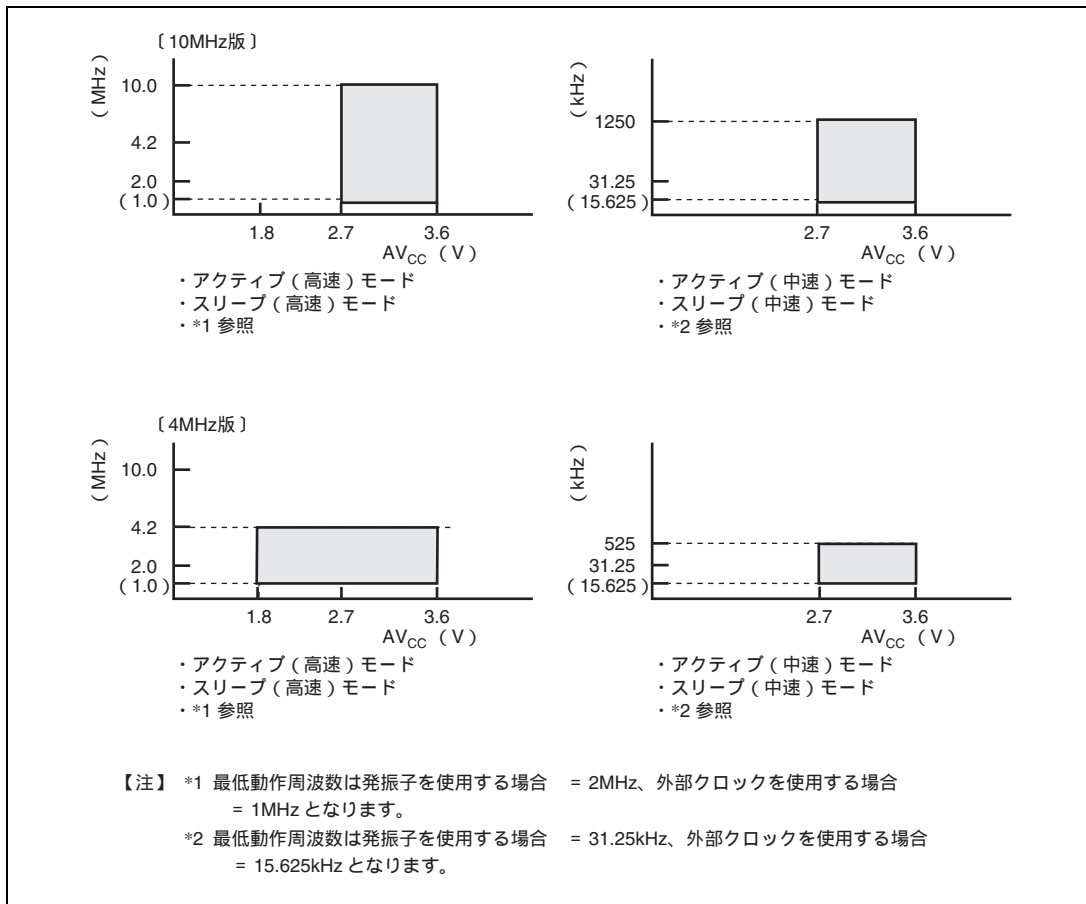 〔10MHz版〕
(MHz)
10.0
4.2
2.0
(1.0)
1.8 2.7 3.6
AVCC (V)
・アクティブ（高速）モード
・スリープ（高速）モード
・*1 参照
(kHz)
1250
31.25
(15.625)
2.7 3.6
AVCC (V)
・アクティブ（中速）モード
・スリープ（中速）モード
・*2 参照
〔4MHz版〕
(MHz)
10.0
4.2
2.0
(1.0)
1.8 2.7 3.6
AVCC (V)
・アクティブ（高速）モード
・スリープ（高速）モード
・*1 参照
(kHz)
525
31.25
(15.625)
2.7 3.6
AVCC (V)
・アクティブ（中速）モード
・スリープ（中速）モード
・*2 参照
【注】 *1 最低動作周波数は発振子を使用する場合 = 2MHz、外部クロックを使用する場合
= 1MHz となります。
*2 最低動作周波数は発振子を使用する場合 = 31.25kHz、外部クロックを使用する場合
= 15.625kHz となります。